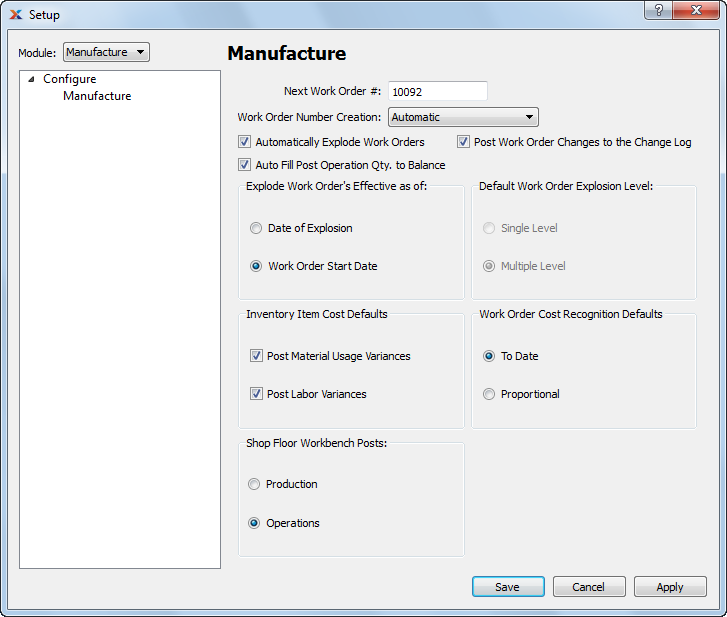 Setup
Module: Manufacture
Configure
Manufacture
Manufacture
Next Work Order #: 10092
Work Order Number Creation: Automatic
Automatically Explode Work Orders
Post Work Order Changes to the Change Log
Auto Fill Post Operation Qty. to Balance
Explode Work Order's Effective as of:
Date of Explosion
Work Order Start Date
Default Work Order Explosion Level:
Single Level
Multiple Level
Inventory Item Cost Defaults
Post Material Usage Variances
Post Labor Variances
Work Order Cost Recognition Defaults
To Date
Proportional
Shop Floor Workbench Posts:
Production
Operations
Save
Cancel
Apply